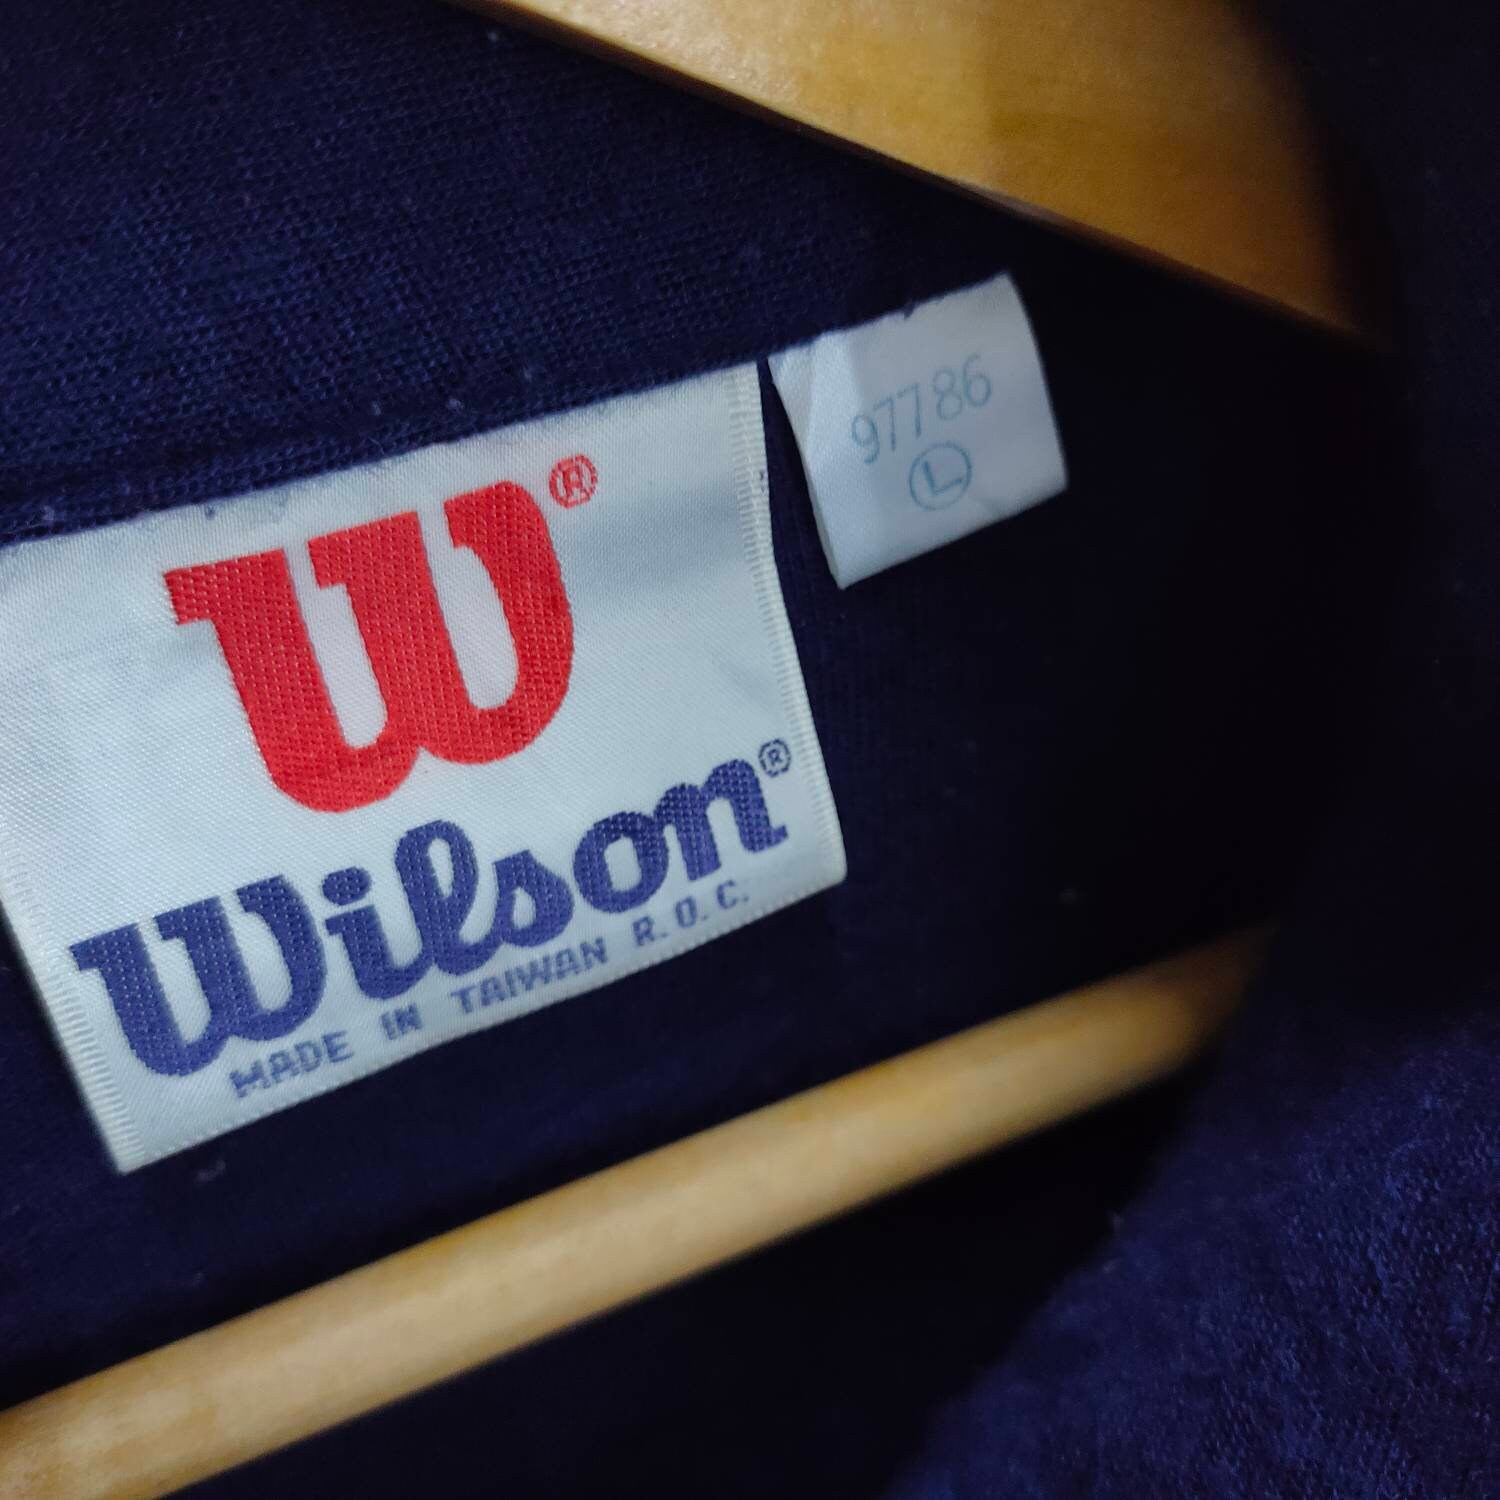 W®
Wilson®
MADE IN TAIWAN R.O.C.
97786
L